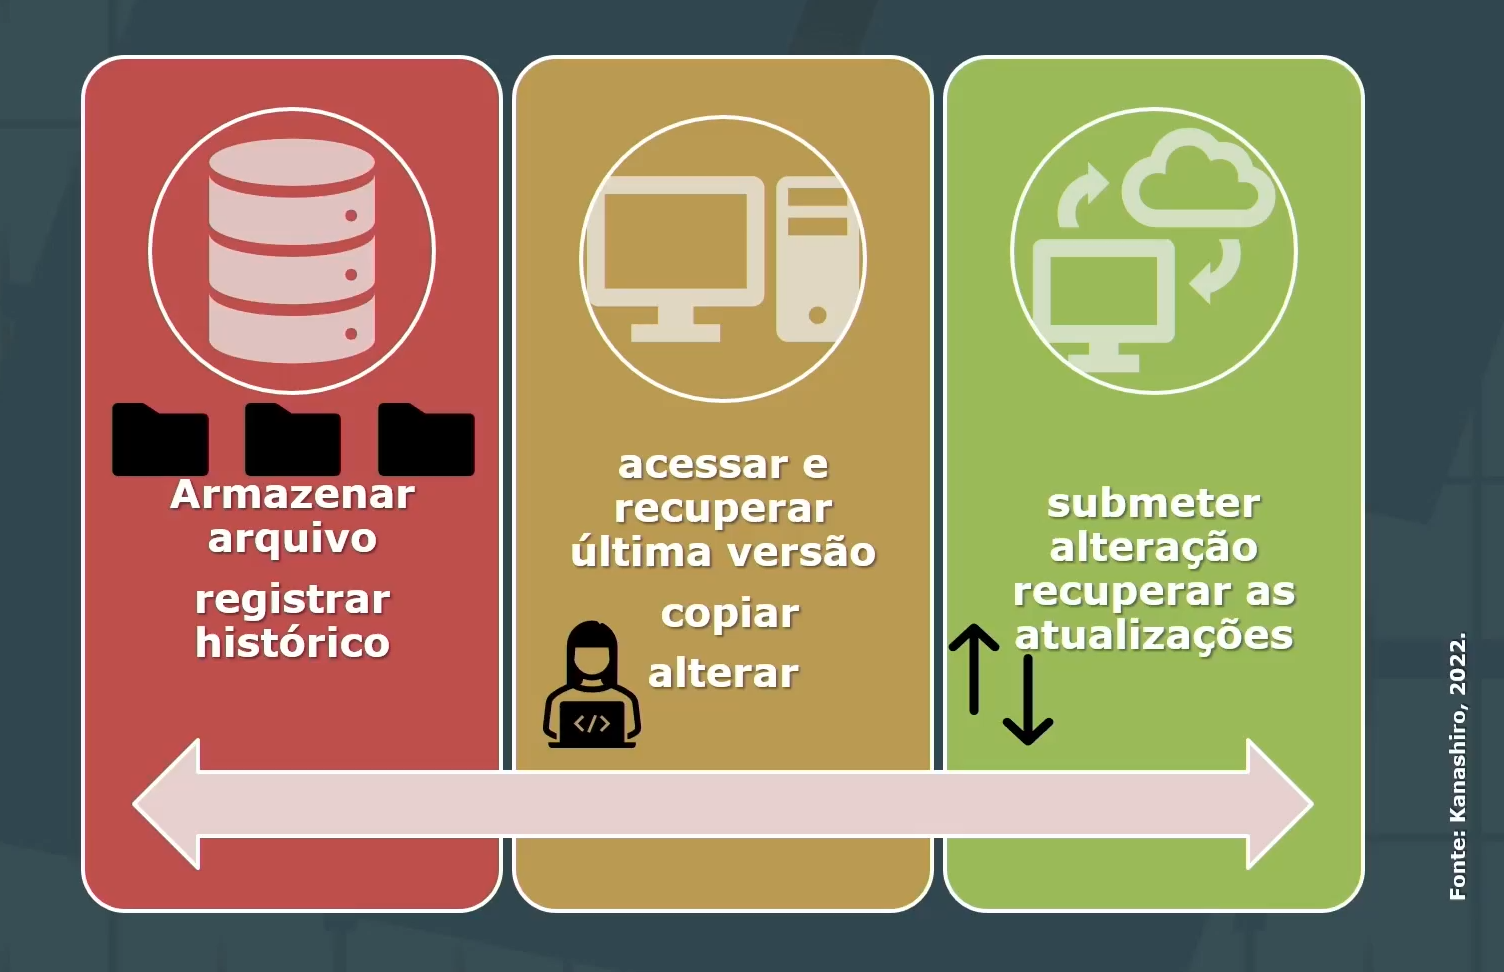 Armazenar
arquivo
registrar
histórico
acessar e
recuperar
última versão
copiar
alterar
</>
submeter
alteração
recuperar as
atualizações
Fonte: Kanashiro, 2022.